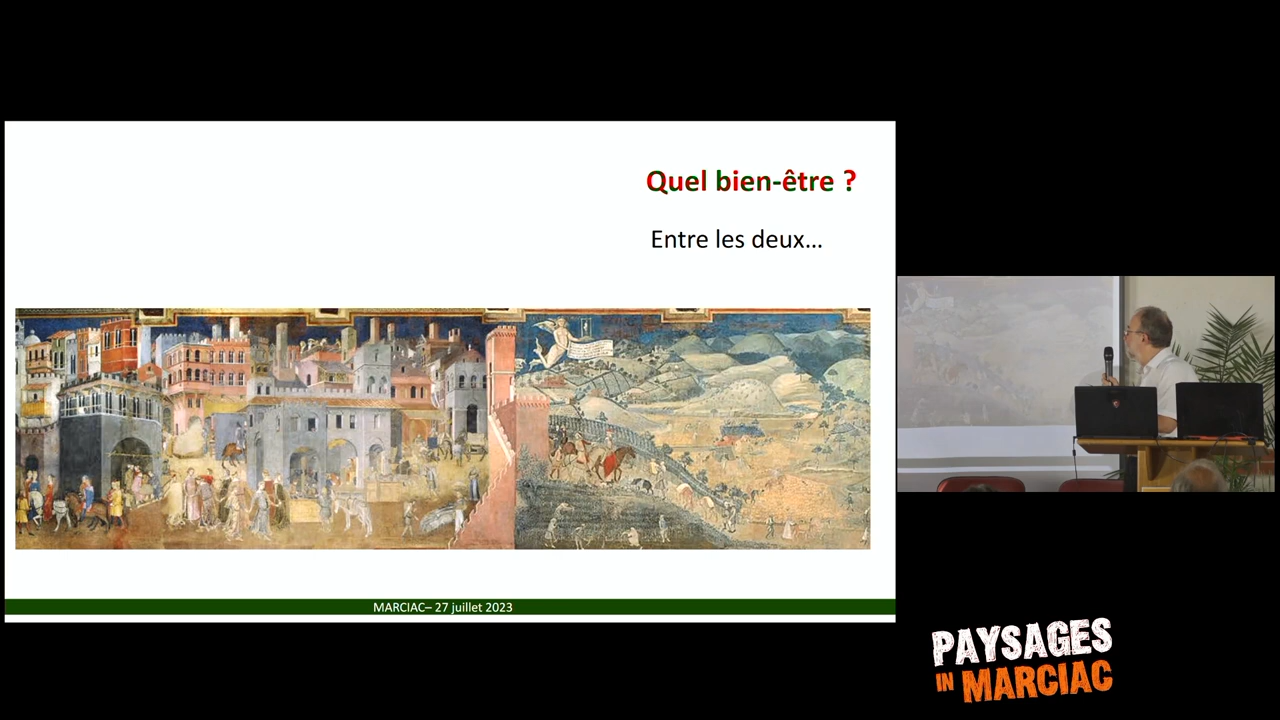 Quel bien-être ?
Entre les deux...
MARCIAC– 27 juillet 2023
PAYSAGES
IN MARCIAC